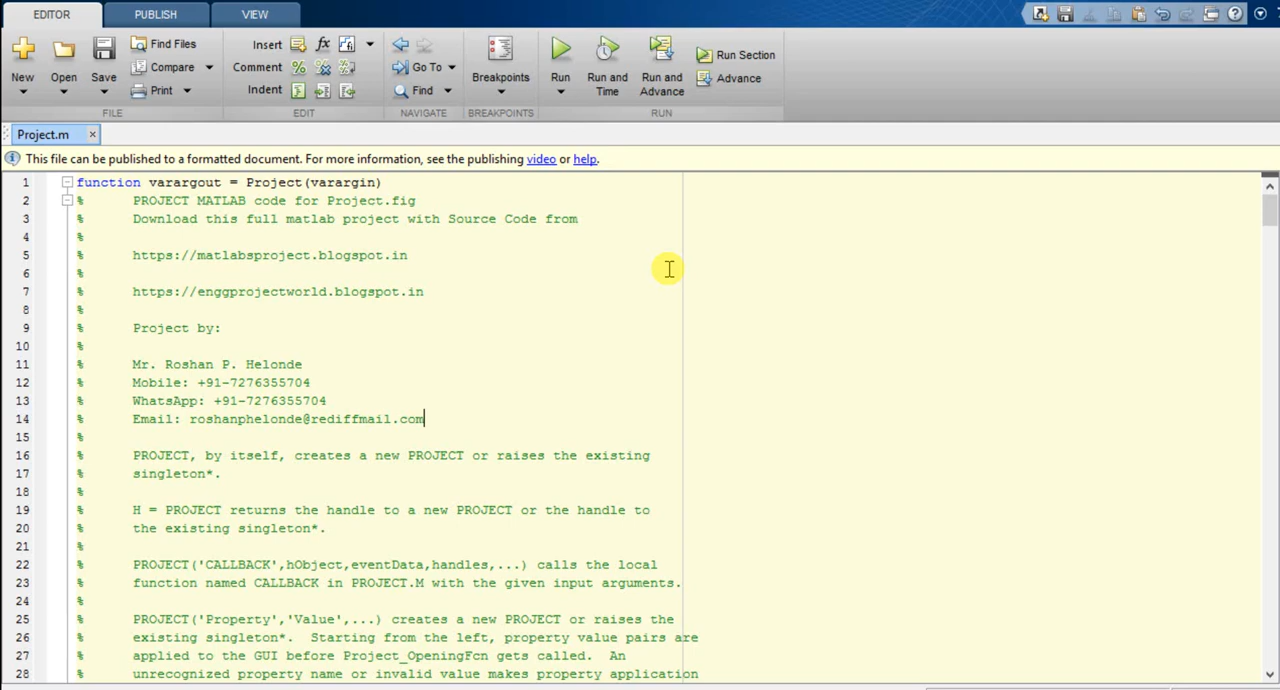 EDITOR PUBLISH VIEW
New Open Save Find Files Compare Print FILE
Insert Comment Indent EDIT
Go To Find NAVIGATE
Breakpoints BREAKPOINTS
Run Run and Time Run and Advance Run Section Advance RUN
Project.m
This file can be published to a formatted document. For more information, see the publishing video or help.
1 function varargout = Project(varargin)
2 % PROJECT MATLAB code for Project.fig
3 % Download this full matlab project with Source Code from
4 %
5 % https://matlabsproject.blogspot.in
6 %
7 % https://enggprojectworld.blogspot.in
8 %
9 % Project by:
10 %
11 % Mr. Roshan P. Helonde
12 % Mobile: +91-7276355704
13 % WhatsApp: +91-7276355704
14 % Email: roshanphelonde@rediffmail.com
15 %
16 % PROJECT, by itself, creates a new PROJECT or raises the existing
17 % singleton*.
18 %
19 % H = PROJECT returns the handle to a new PROJECT or the handle to
20 % the existing singleton*.
21 %
22 % PROJECT('CALLBACK',hObject,eventData,handles,...) calls the local
23 % function named CALLBACK in PROJECT.M with the given input arguments.
24 %
25 % PROJECT('Property','Value',...) creates a new PROJECT or raises the
26 % existing singleton*.  Starting from the left, property value pairs are
27 % applied to the GUI before Project_OpeningFcn gets called.  An
28 % unrecognized property name or invalid value makes property application